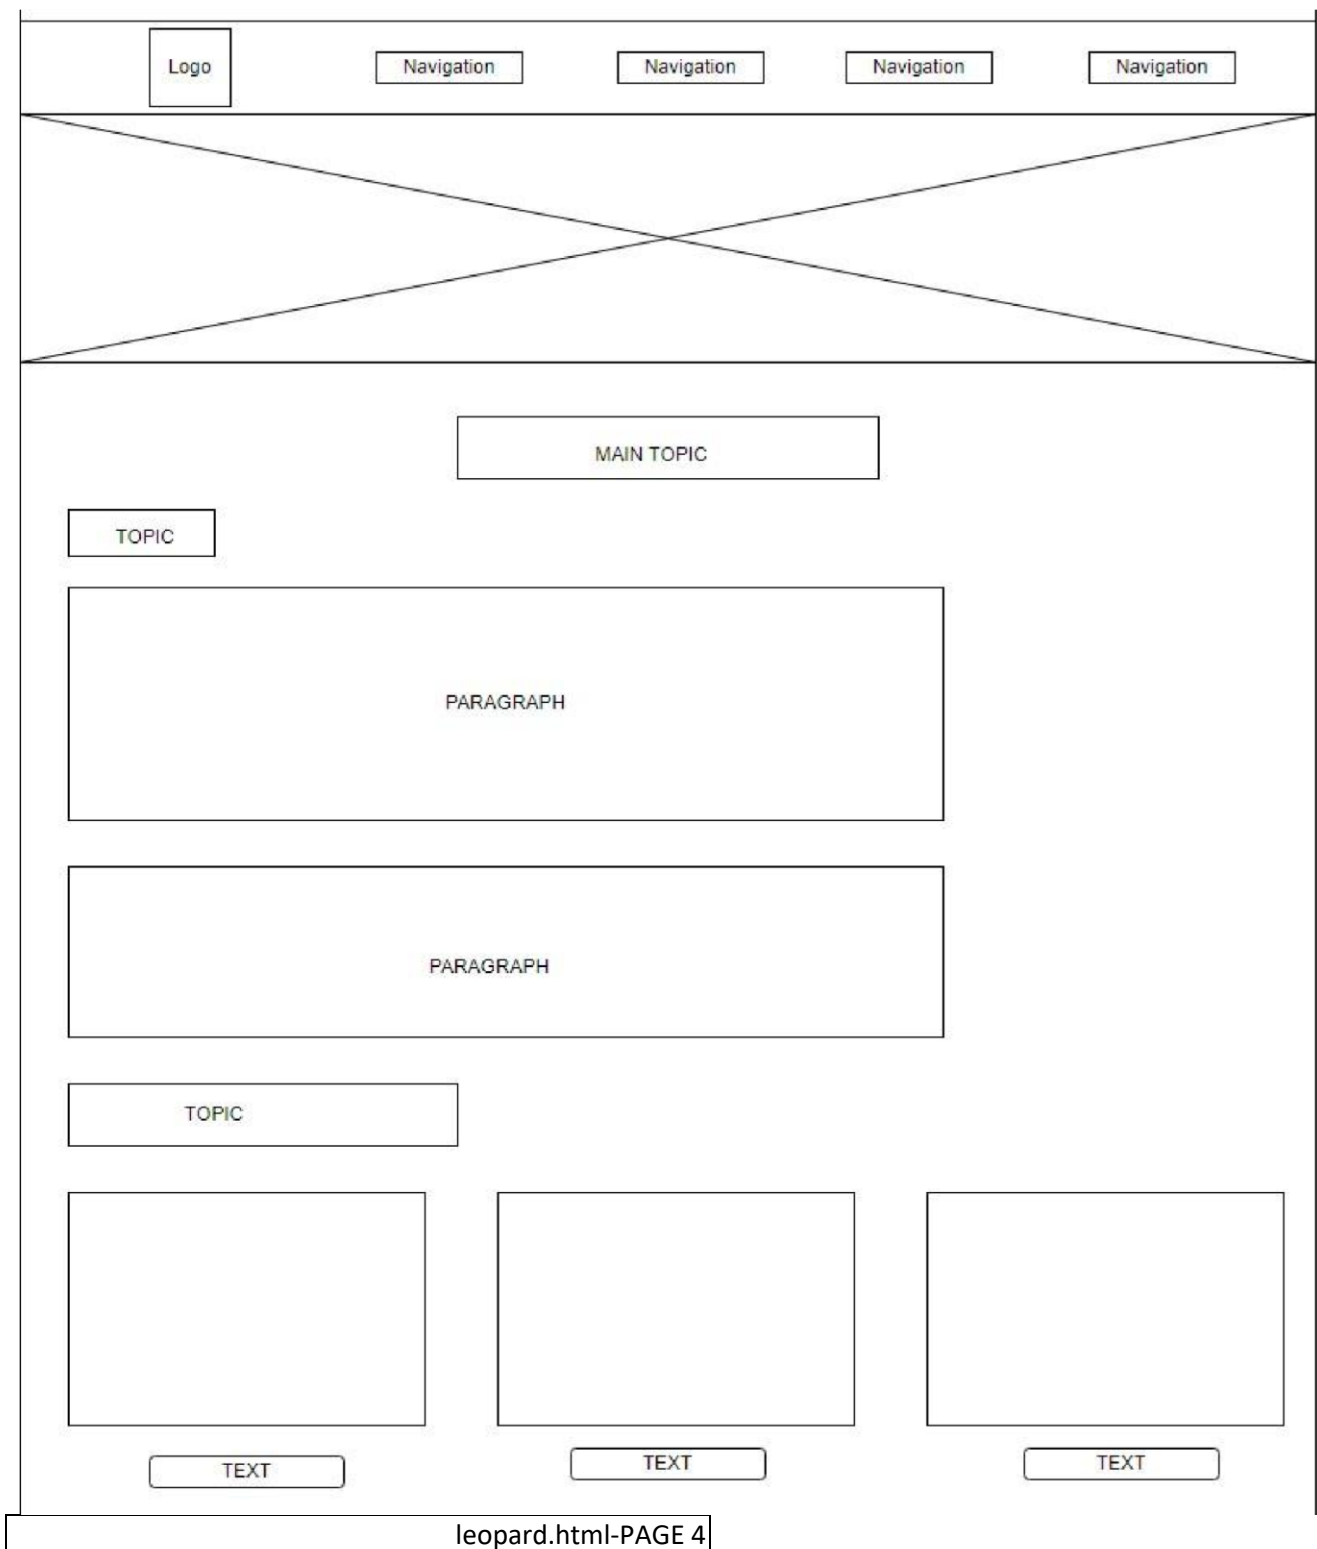 Logo Navigation Navigation Navigation Navigation
MAIN TOPIC
TOPIC
PARAGRAPH
PARAGRAPH
TOPIC
TEXT TEXT TEXT
leopard.html-PAGE 4